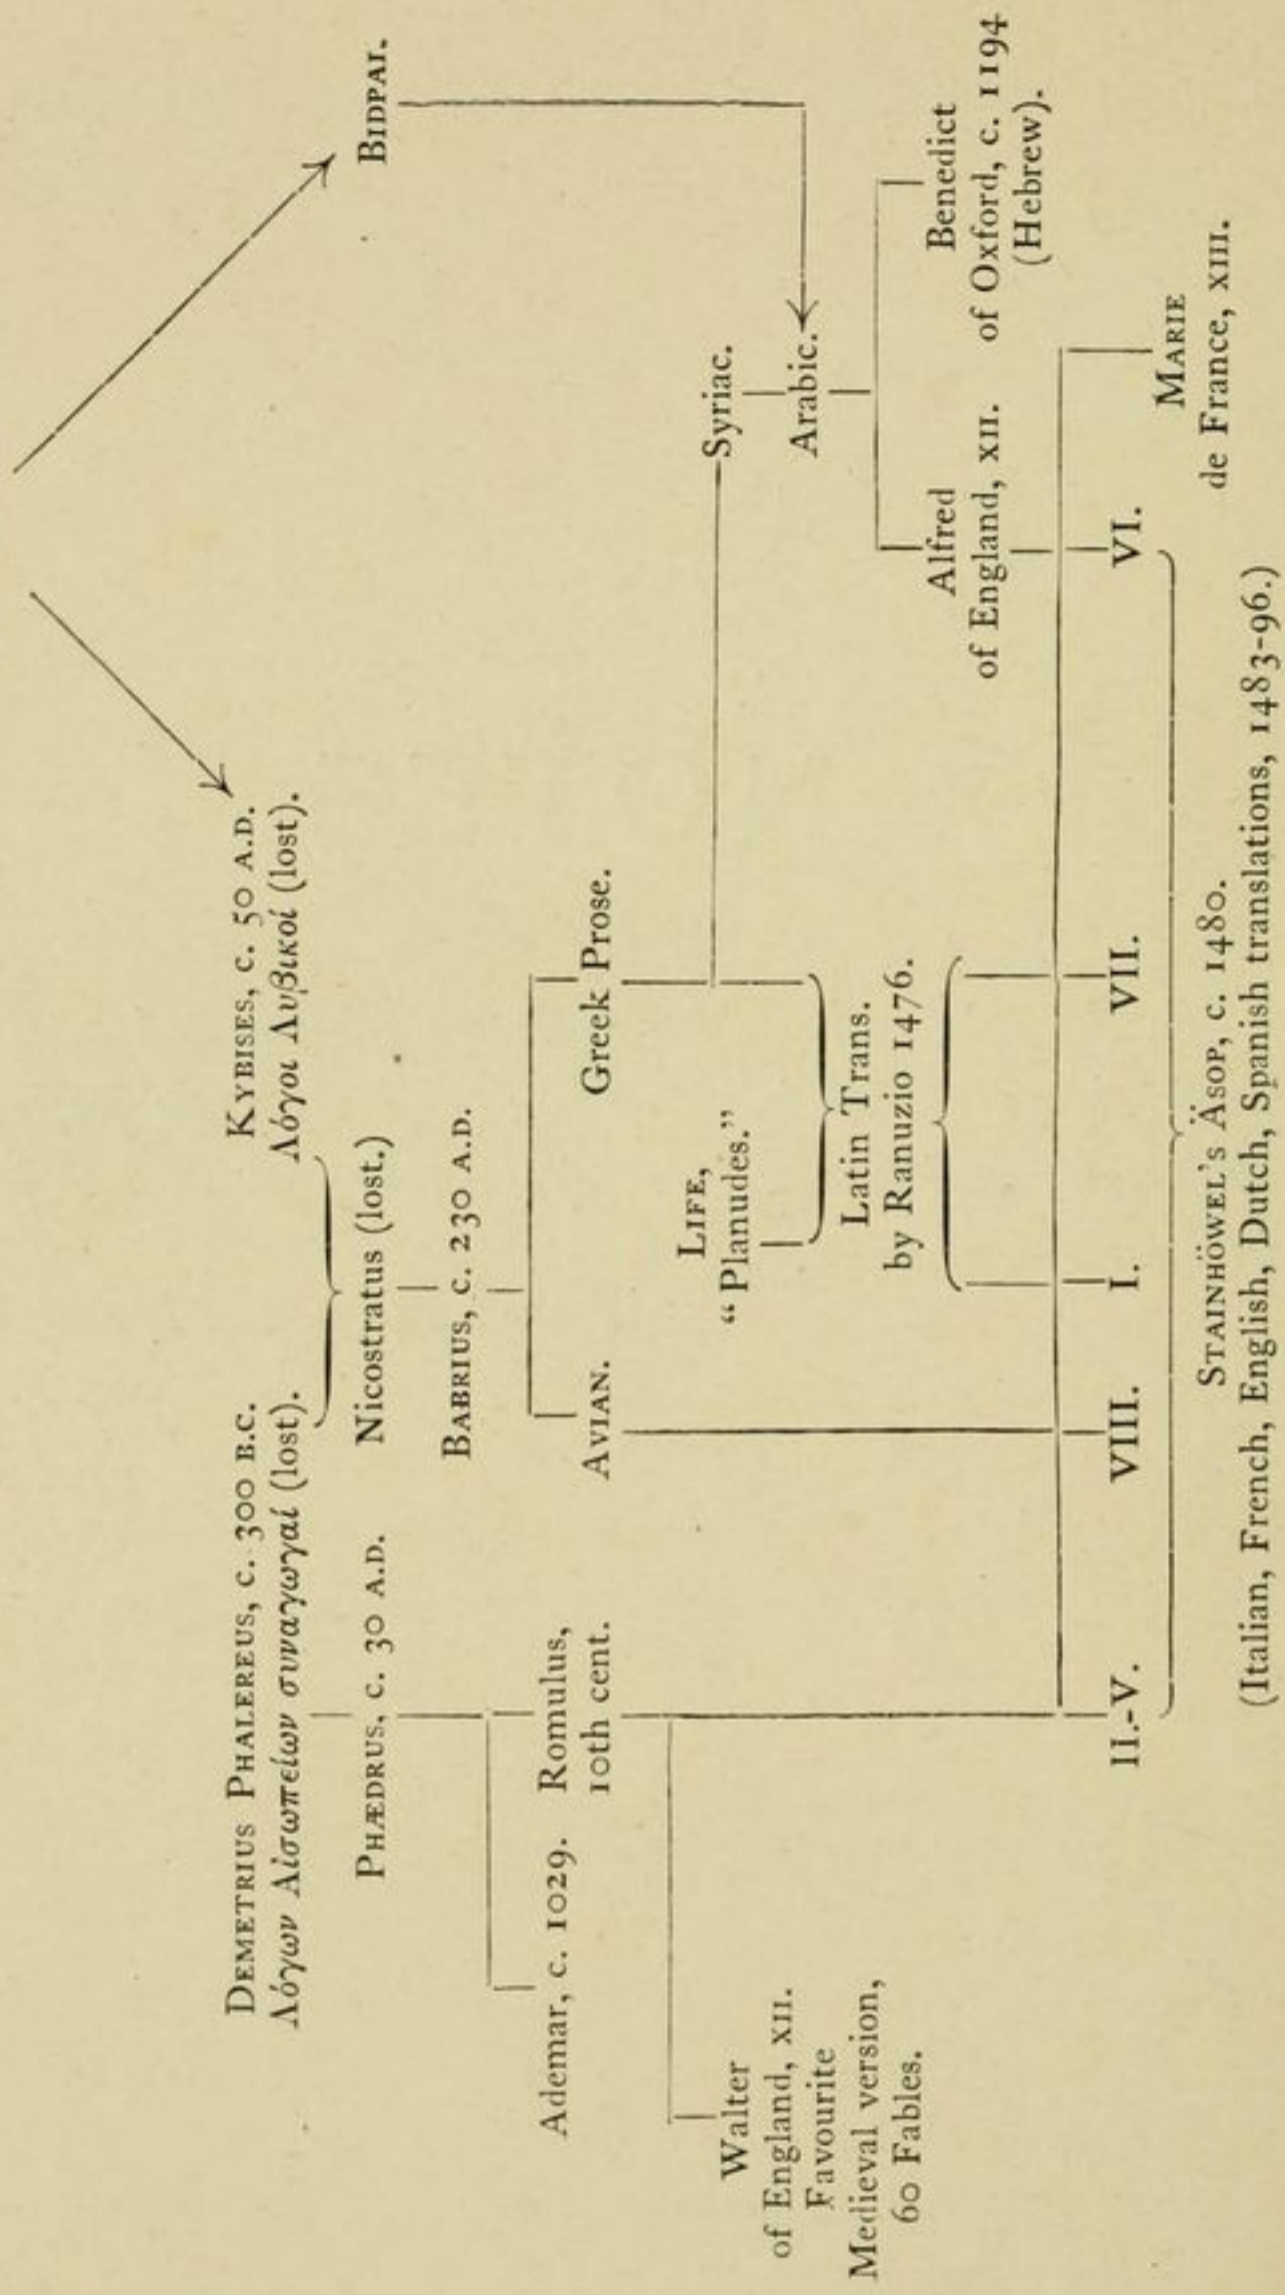 DEMETRIUS PHALEREUS, c. 300 B.C.
Λόγων Αἰσωπείων συναγωγαί (lost).
KYBISES, c. 50 A.D.
Λόγοι Λυβικοί (lost).
BIDPAI.
PHÆDRUS, c. 30 A.D.
Nicostratus (lost.)
BABRIUS, c. 230 A.D.
Ademar, c. 1029.
Romulus,
10th cent.
AVIAN.
Greek Prose.
Walter
of England, XII.
Favourite
Medieval version,
60 Fables.
LIFE,
“Planudes.”
Syriac.
Arabic.
Latin Trans.
by Ranuzio 1476.
Alfred
of England, XII.
Benedict
of Oxford, c. 1194
(Hebrew).
II.-V.
VIII.
I.
VII.
VI.
MARIE
de France, XIII.
STAINHÖWEL'S ÄSOP, c. 1480.
(Italian, French, English, Dutch, Spanish translations, 1483-96.)